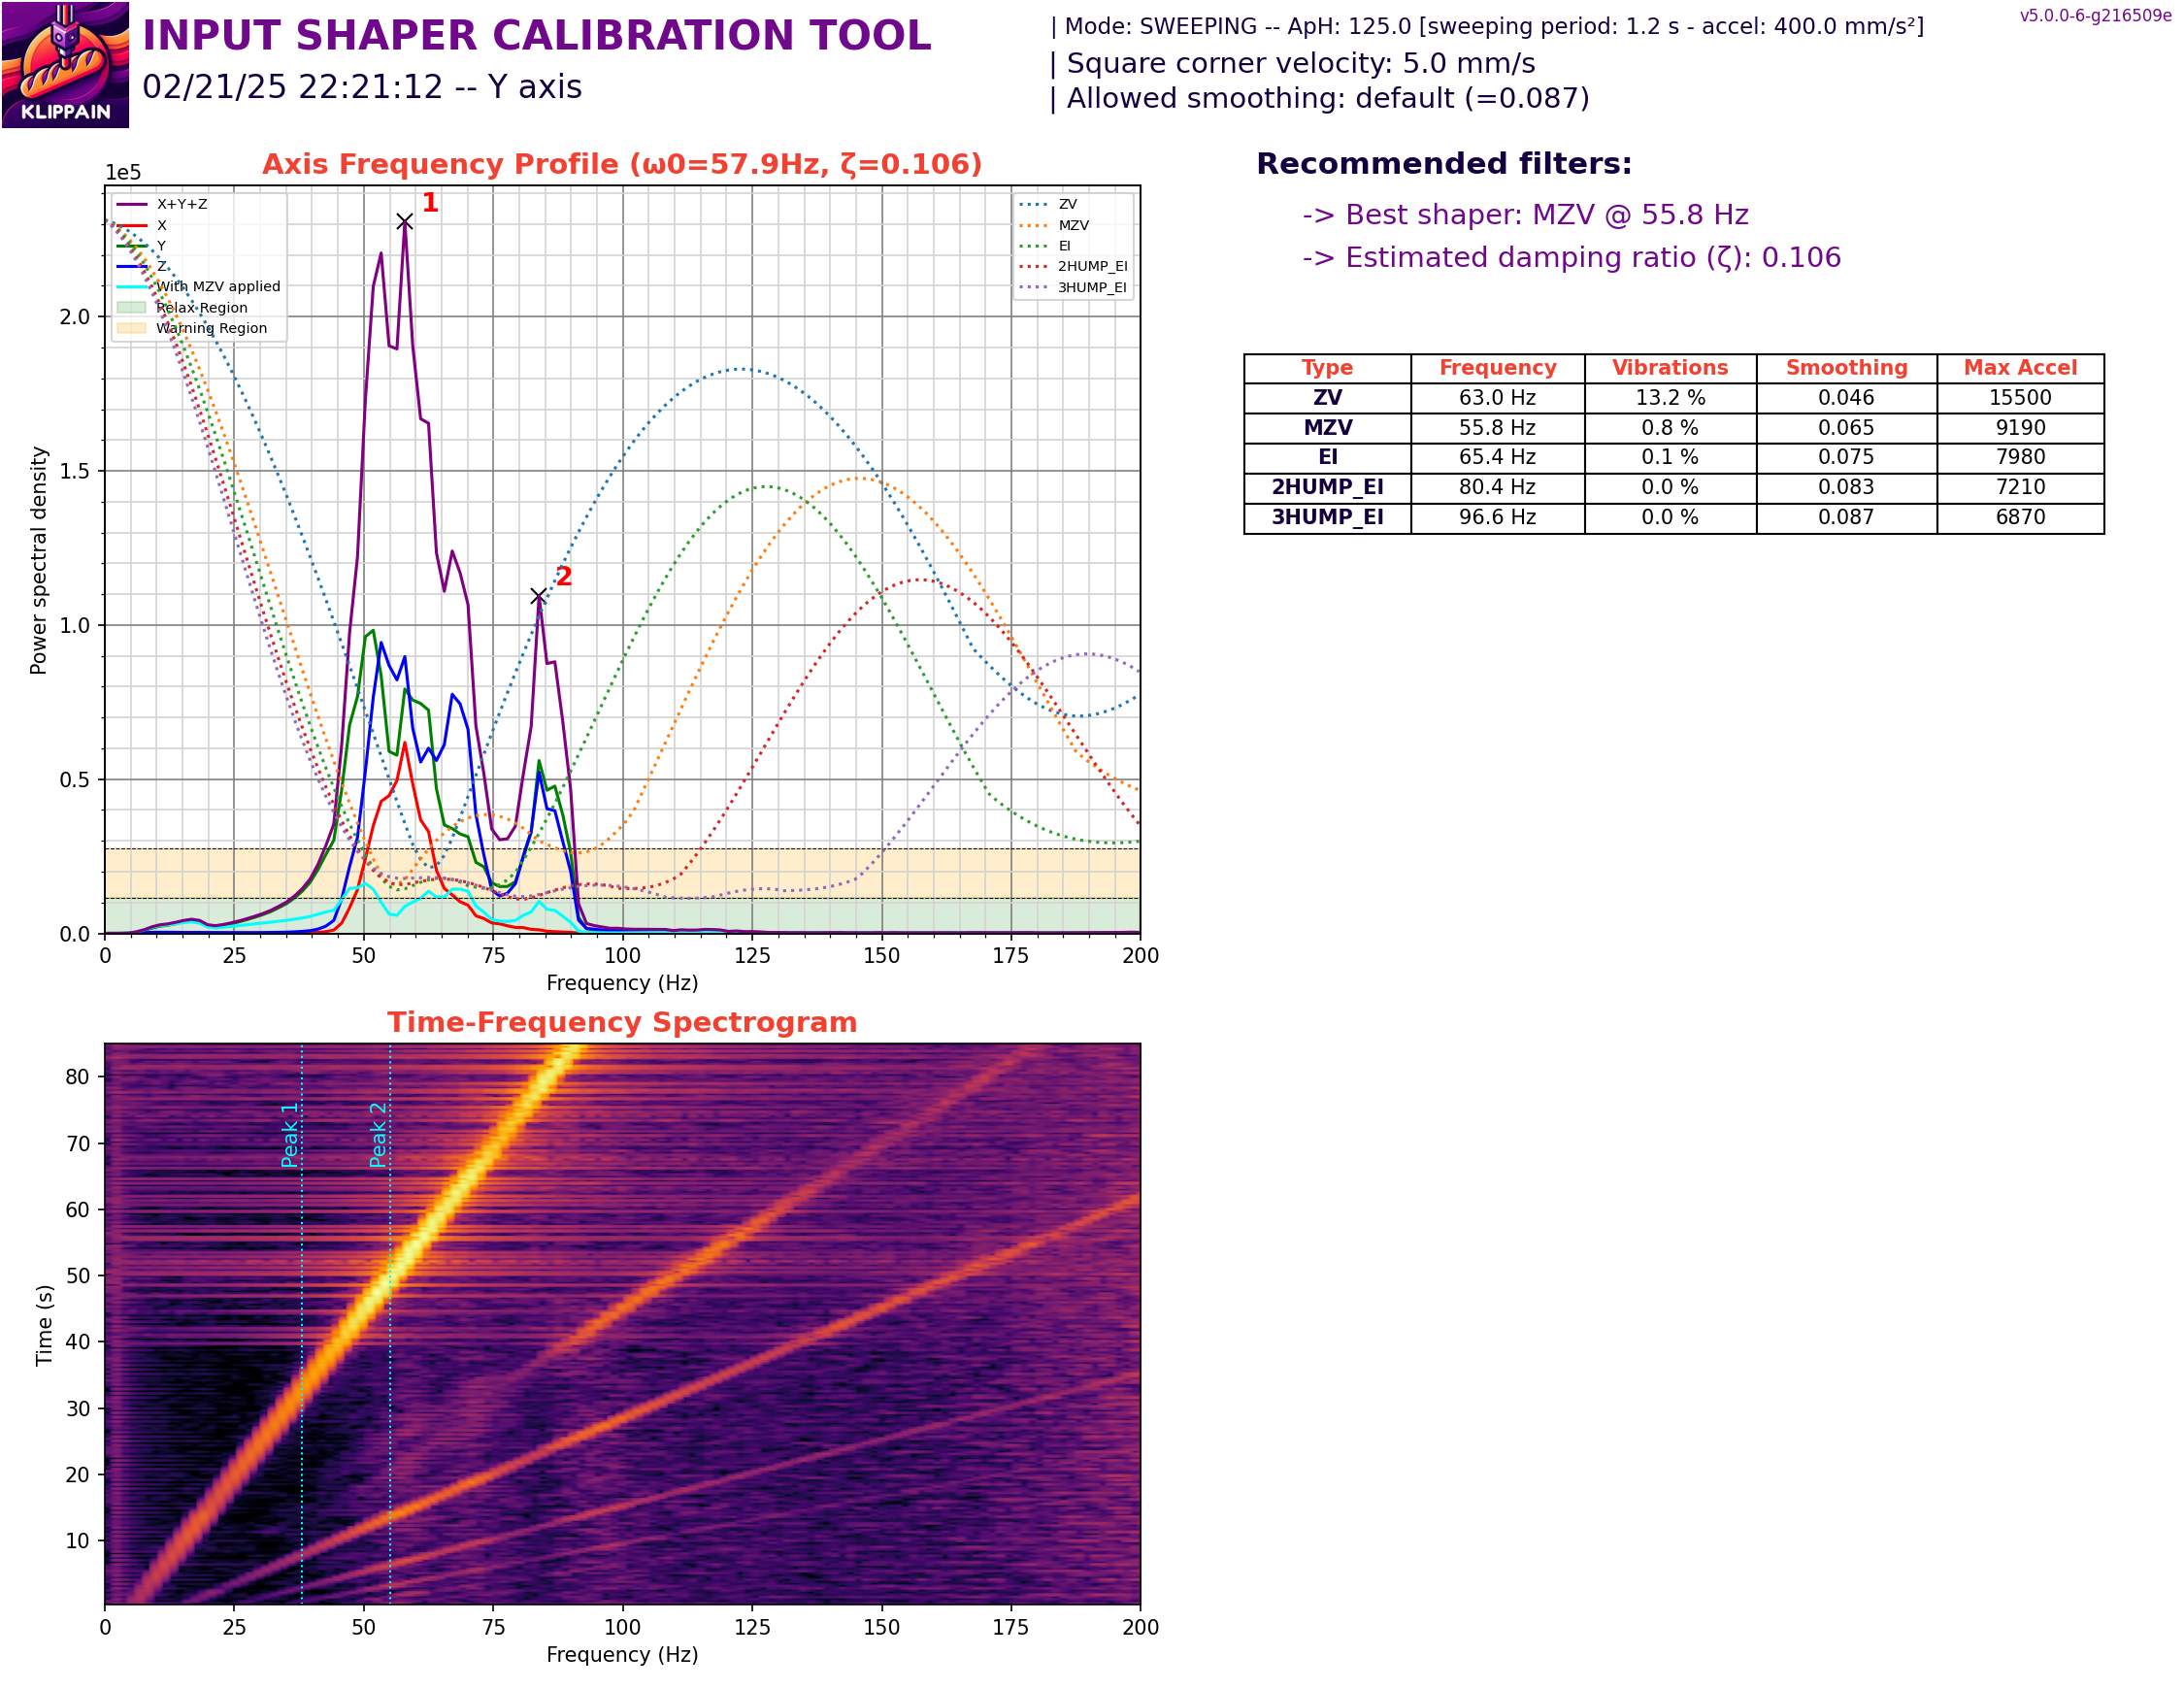 INPUT SHAPER CALIBRATION TOOL
02/21/25 22:21:12 -- Y axis
KLIPPAIN
| Mode: SWEEPING -- ApH: 125.0 [sweeping period: 1.2 s - accel: 400.0 mm/s²]
| Square corner velocity: 5.0 mm/s
| Allowed smoothing: default (=0.087)
v5.0.0-6-g216509e
Axis Frequency Profile (ω0=57.9Hz, ζ=0.106)
1e5
X+Y+Z
X
Y
Z
With MZV applied
Relax Region
Warning Region
ZV
MZV
EI
2HUMP_EI
3HUMP_EI
1
2
Power spectral density
2.0
1.5
1.0
0.5
0.0
0 25 50 75 100 125 150 175 200
Frequency (Hz)
Recommended filters:
-> Best shaper: MZV @ 55.8 Hz
-> Estimated damping ratio (ζ): 0.106
Type Frequency Vibrations Smoothing Max Accel
ZV 63.0 Hz 13.2 % 0.046 15500
MZV 55.8 Hz 0.8 % 0.065 9190
EI 65.4 Hz 0.1 % 0.075 7980
2HUMP_EI 80.4 Hz 0.0 % 0.083 7210
3HUMP_EI 96.6 Hz 0.0 % 0.087 6870
Time-Frequency Spectrogram
Peak 1
Peak 2
Time (s)
80
70
60
50
40
30
20
10
0 25 50 75 100 125 150 175 200
Frequency (Hz)